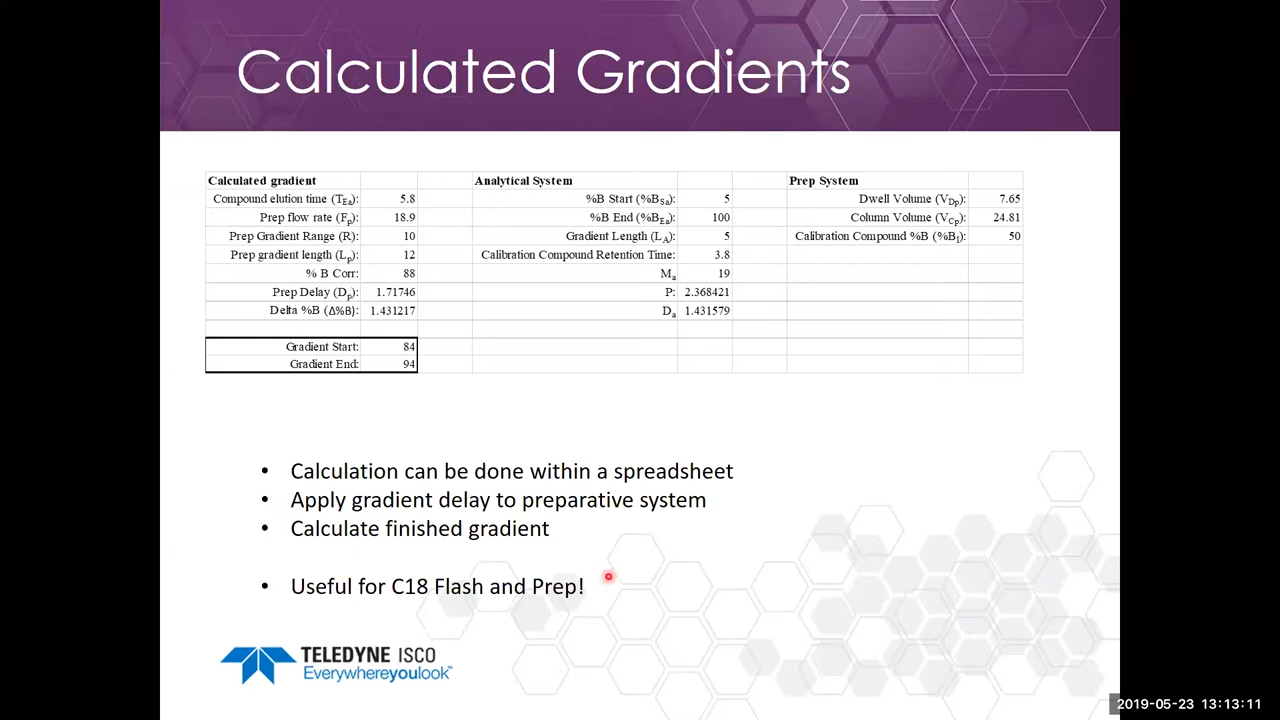 Calculated Gradients
Calculated gradient Analytical System Prep System
Compound elution time (TEa): 5.8 %B Start (%BSa): 5 Dwell Volume (VDp): 7.65
Prep flow rate (Fp): 18.9 %B End (%BEa): 100 Column Volume (VCp): 24.81
Prep Gradient Range (R): 10 Gradient Length (LA): 5 Calibration Compound %B (%BI): 50
Prep gradient length (Lp): 12 Calibration Compound Retention Time: 3.8
% B Corr: 88 Ma 19
Prep Delay (Dp): 1.71746 P: 2.368421
Delta %B (Δ%B): 1.431217 Da 1.431579
Gradient Start: 84
Gradient End: 94
• Calculation can be done within a spreadsheet
• Apply gradient delay to preparative system
• Calculate finished gradient
• Useful for C18 Flash and Prep!
TELEDYNE ISCO
Everywhereyoulook™
2019-05-23 13:13:11